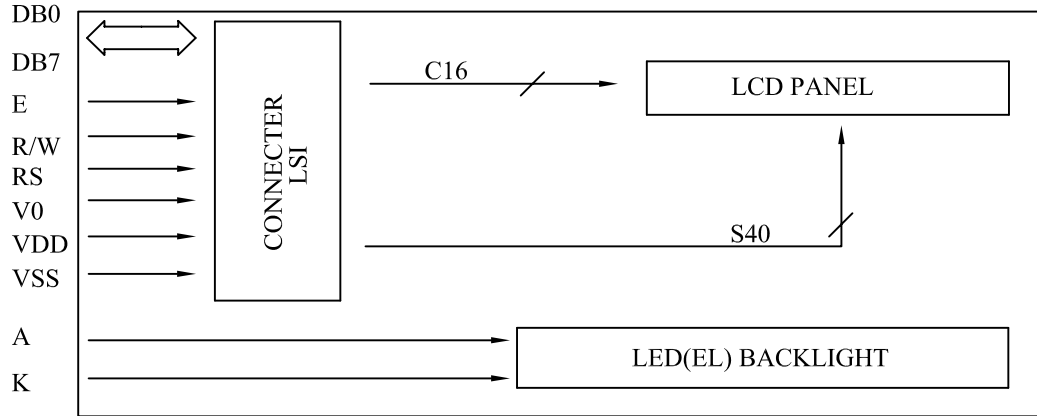 DB0
DB7
E
R/W
RS
V0
VDD
VSS
A
K
CONNECTER
LSI
C16
LCD PANEL
S40
LED(EL) BACKLIGHT